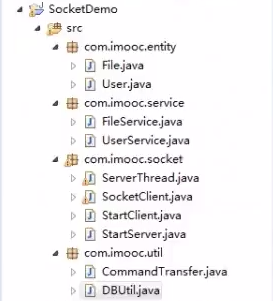 SocketDemo
src
com.imooc.entity
File.java
User.java
com.imooc.service
FileService.java
UserService.java
com.imooc.socket
ServerThread.java
SocketClient.java
StartClient.java
StartServer.java
com.imooc.util
CommandTransfer.java
DBUtil.java